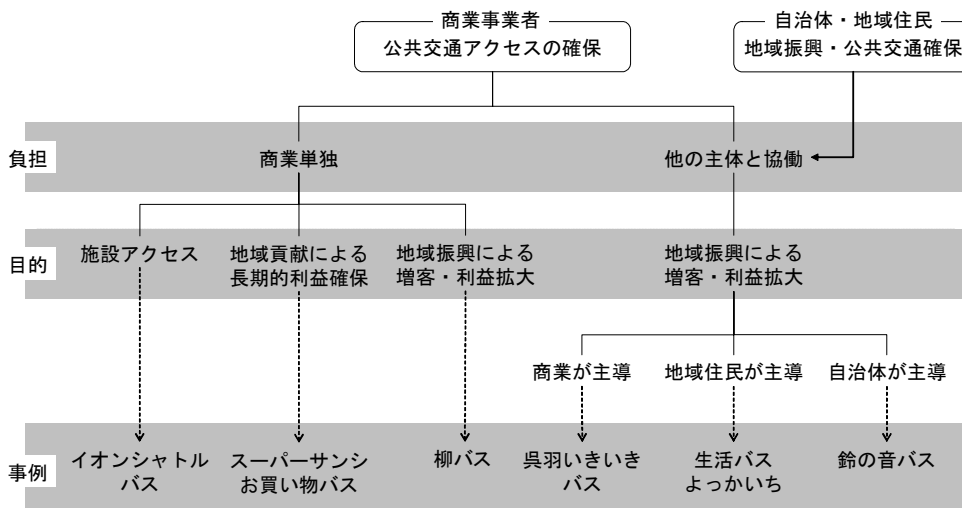 商業事業者
公共交通アクセスの確保
自治体・地域住民
地域振興・公共交通確保
負担
商業単独
他の主体と協働
目的
施設アクセス
地域貢献による
長期的利益確保
地域振興による
増客・利益拡大
地域振興による
増客・利益拡大
商業が主導
地域住民が主導
自治体が主導
事例
イオンシャトル
バス
スーパーサンシ
お買い物バス
柳バス
呉羽いきいき
バス
生活バス
よっかいち
鈴の音バス